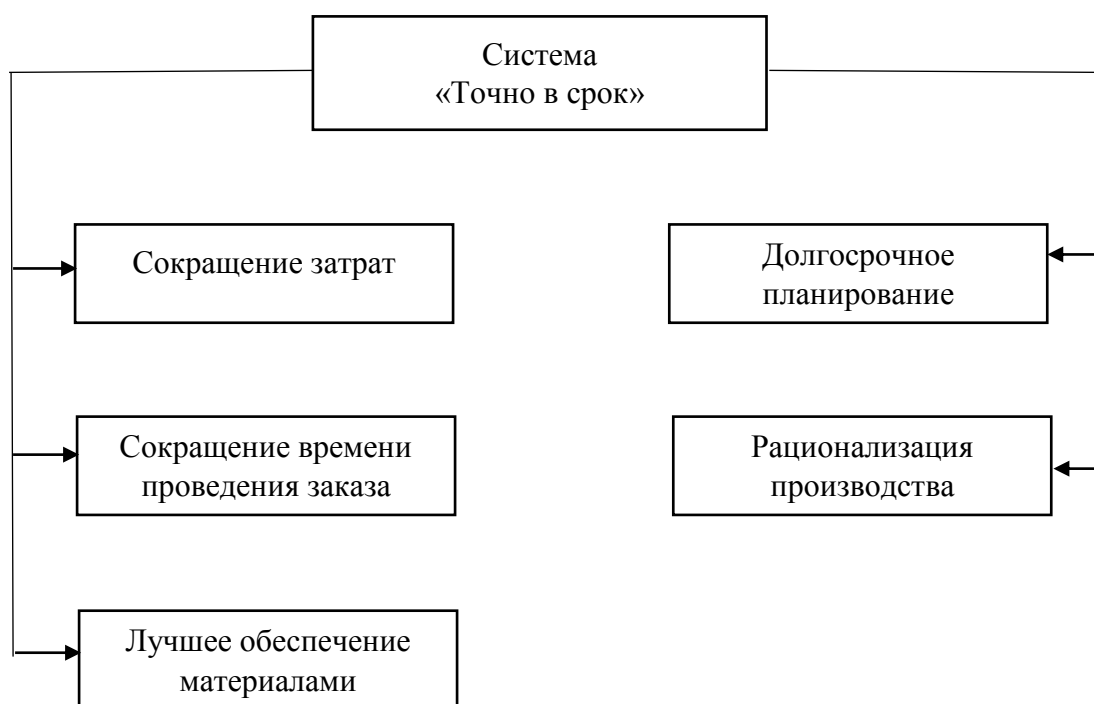 Система
«Точно в срок»
Сокращение затрат
Долгосрочное
планирование
Сокращение времени
проведения заказа
Рационализация
производства
Лучшее обеспечение
материалами